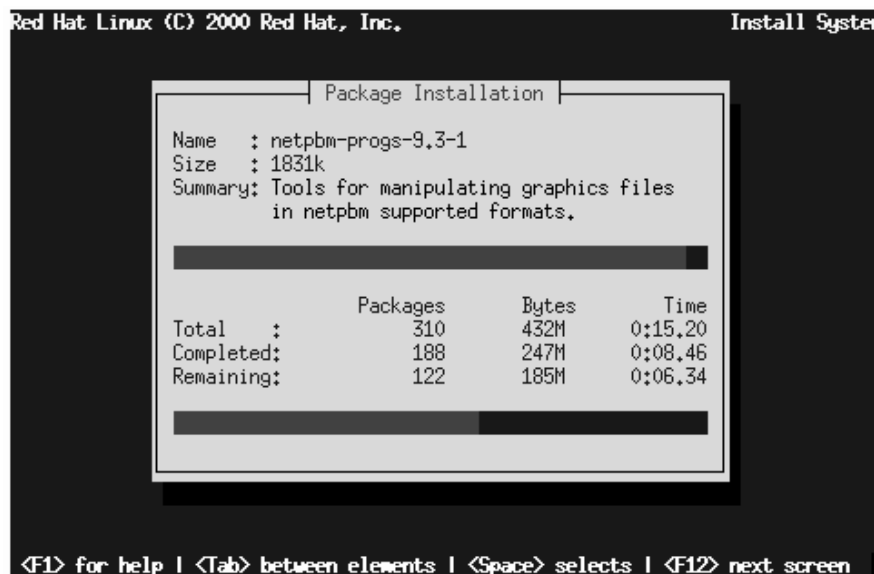 Red Hat Linux (C) 2000 Red Hat, Inc. Install System
Package Installation
Name : netpbm-progs-9.3-1
Size : 1831k
Summary: Tools for manipulating graphics files
in netpbm supported formats.
Packages Bytes Time
Total : 310 432M 0:15.20
Completed: 188 247M 0:08.46
Remaining: 122 185M 0:06.34
<F1> for help | <Tab> between elements | <Space> selects | <F12> next screen